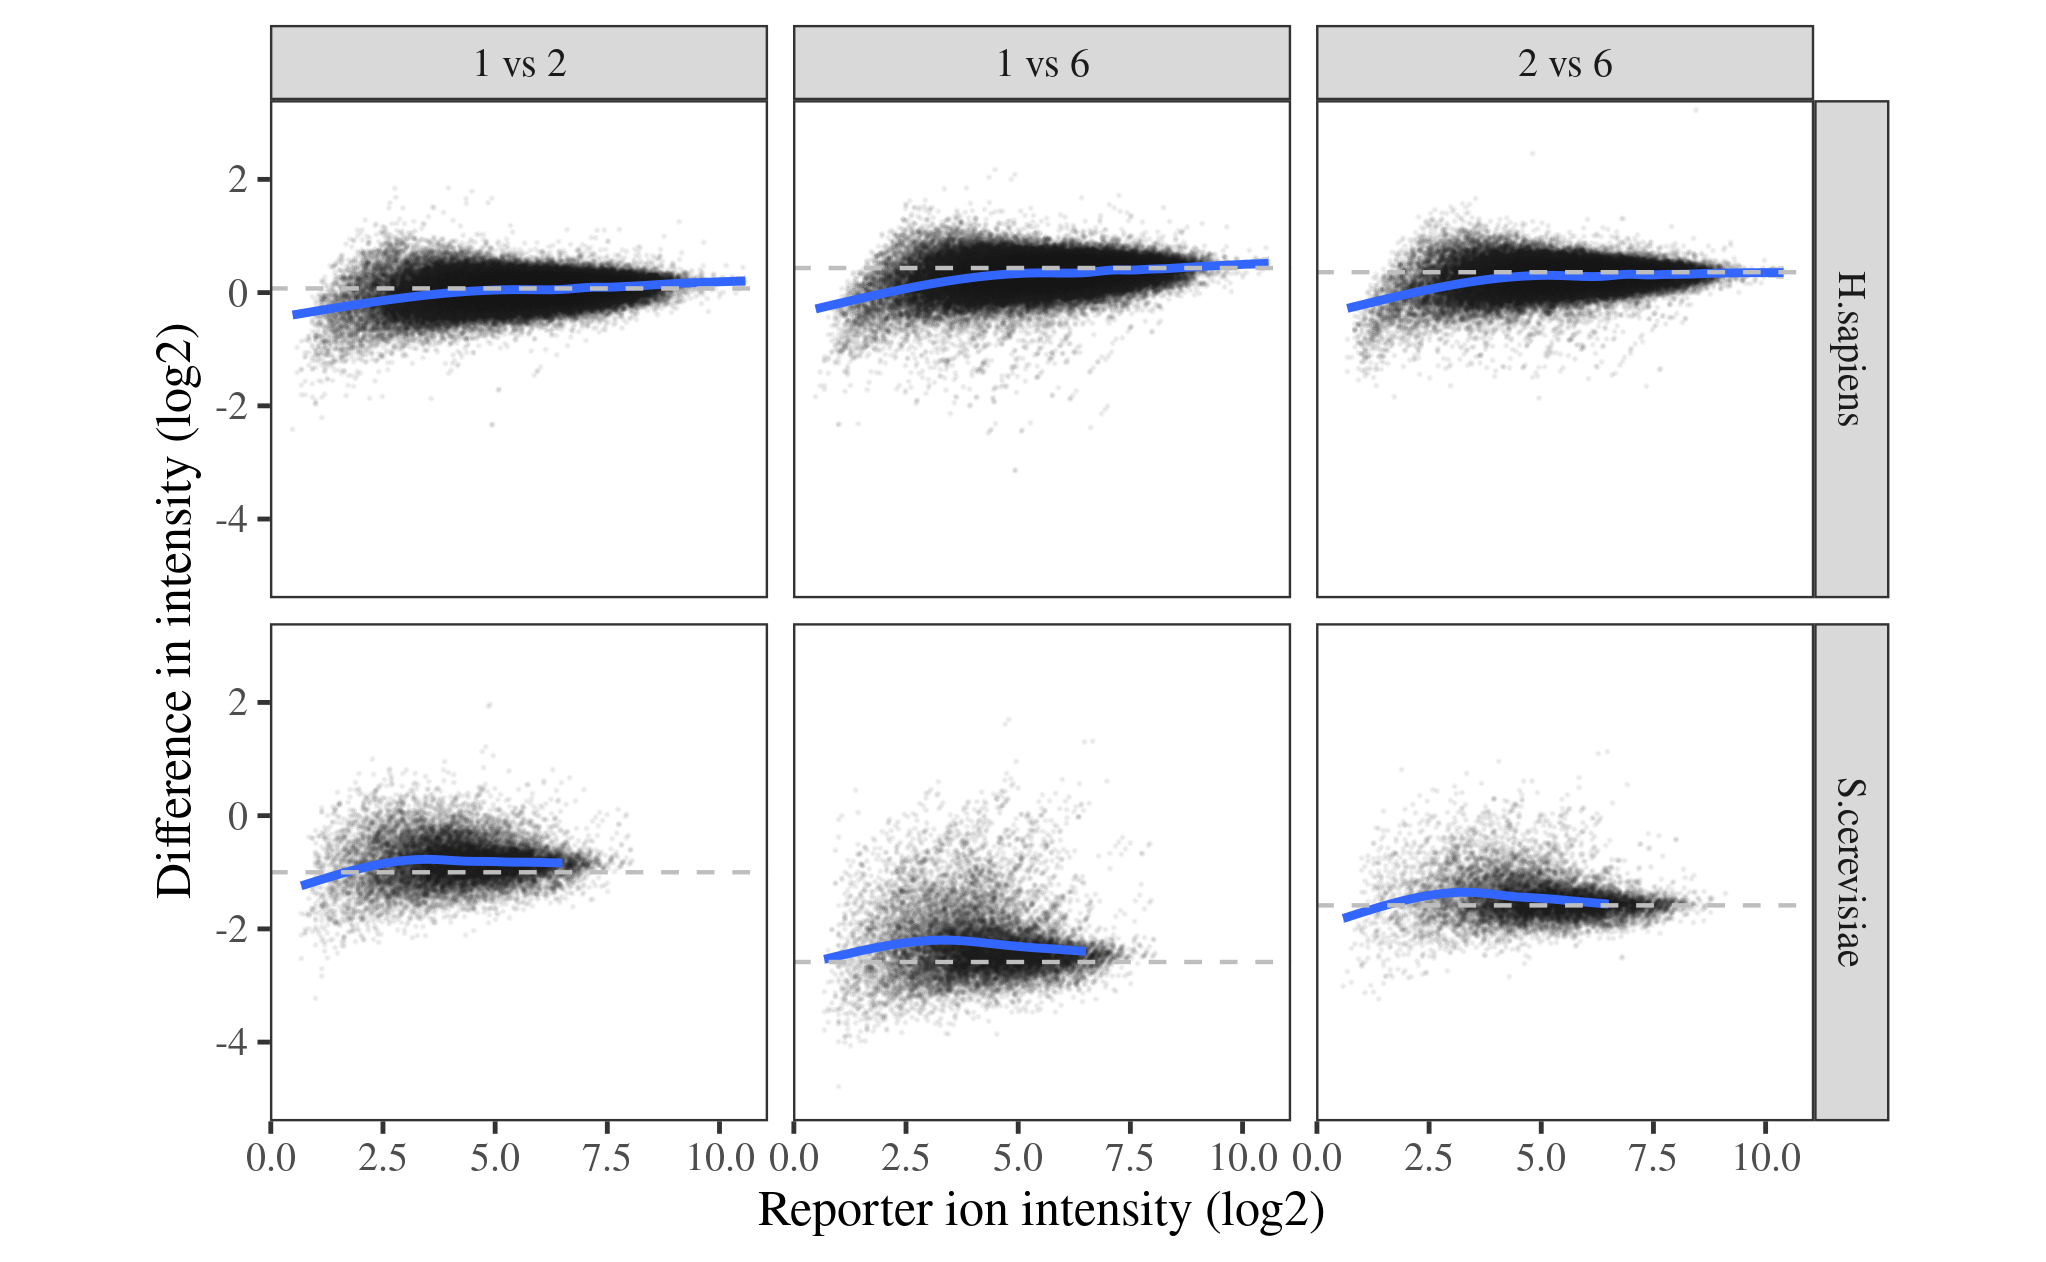 1 vs 2
1 vs 6
2 vs 6
2
0
-2
-4
H.sapiens
2
0
-2
-4
S.cerevisiae
0.0 2.5 5.0 7.5 10.0
0.0 2.5 5.0 7.5 10.0
0.0 2.5 5.0 7.5 10.0
Reporter ion intensity (log2)
Difference in intensity (log2)